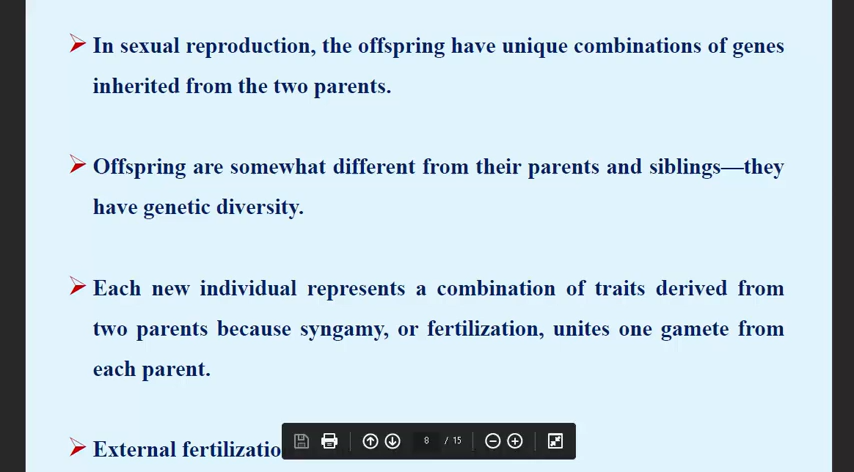 In sexual reproduction, the offspring have unique combinations of genes
inherited from the two parents.
Offspring are somewhat different from their parents and siblings—they
have genetic diversity.
Each new individual represents a combination of traits derived from
two parents because syngamy, or fertilization, unites one gamete from
each parent.
External
8 / 15